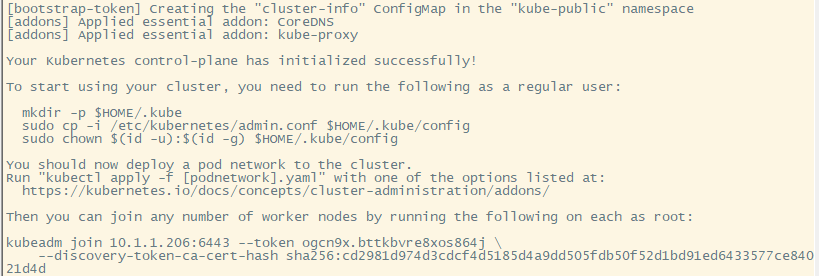 [bootstrap-token] Creating the "cluster-info" ConfigMap in the "kube-public" namespace
[addons] Applied essential addon: CoreDNS
[addons] Applied essential addon: kube-proxy
Your Kubernetes control-plane has initialized successfully!
To start using your cluster, you need to run the following as a regular user:
mkdir -p $HOME/.kube
sudo cp -i /etc/kubernetes/admin.conf $HOME/.kube/config
sudo chown $(id -u):$(id -g) $HOME/.kube/config
You should now deploy a pod network to the cluster.
Run "kubectl apply -f [podnetwork].yaml" with one of the options listed at:
https://kubernetes.io/docs/concepts/cluster-administration/addons/
Then you can join any number of worker nodes by running the following on each as root:
kubeadm join 10.1.1.206:6443 --token ogcn9x.bttkbvre8xos864j \
--discovery-token-ca-cert-hash sha256:cd2981d974d3cdcf4d5185d4a9dd505fdb50f52d1bd91ed6433577ce840
21d4d